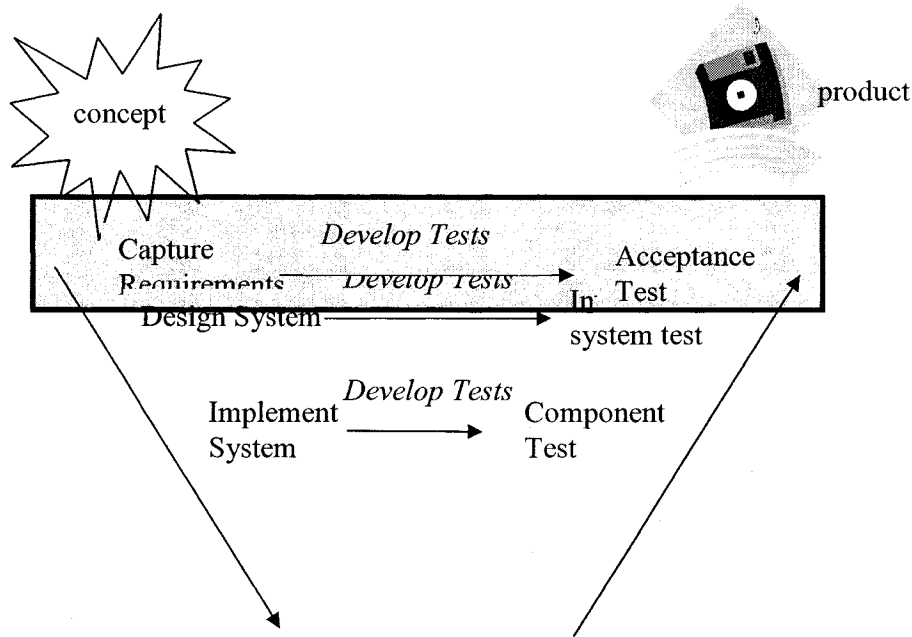 concept
product
Develop Tests
Capture
Requirements
Acceptance
Test
Develop Tests
Design System
In
system test
Develop Tests
Implement
System
Component
Test